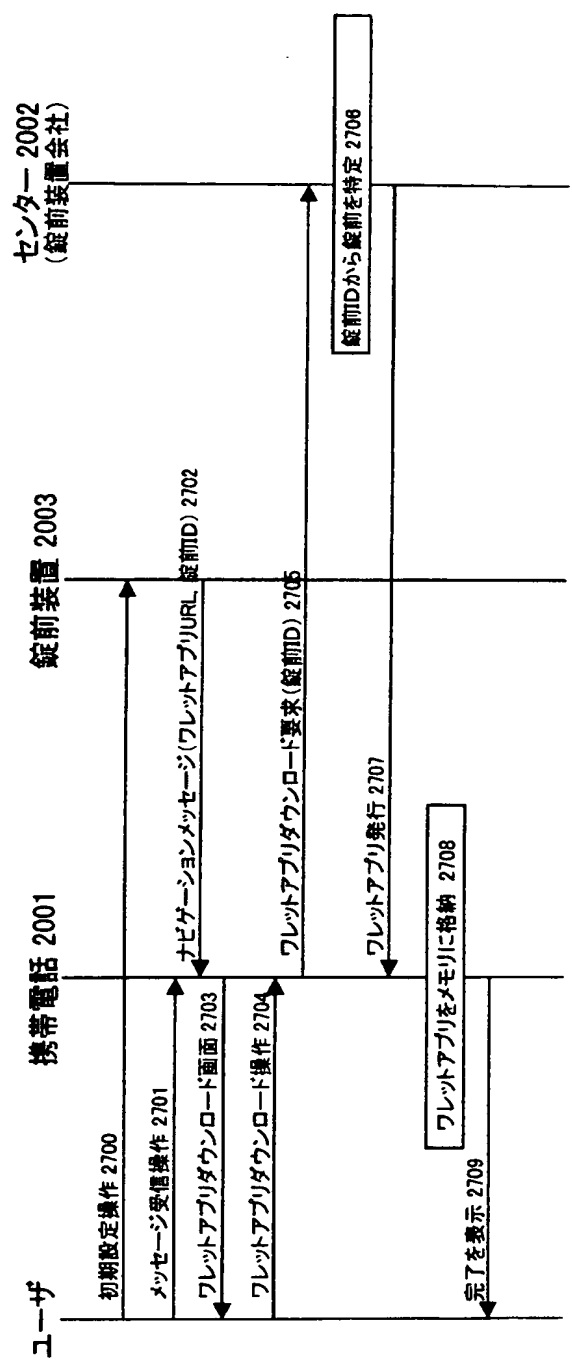 ユーザ
携帯電話 2001
錠前装置 2003
センター 2002
(錠前装置会社)
初期設定操作 2700
メッセージ受信操作 2701
ナビゲーションメッセージ(ワレットアプリURL, 錠前ID) 2702
ワレットアプリダウンロード画面 2703
ワレットアプリダウンロード操作 2704
ワレットアプリダウンロード要求(錠前ID) 2705
錠前IDから錠前を特定 2706
ワレットアプリ発行 2707
ワレットアプリをメモリに格納 2708
完了を表示 2709